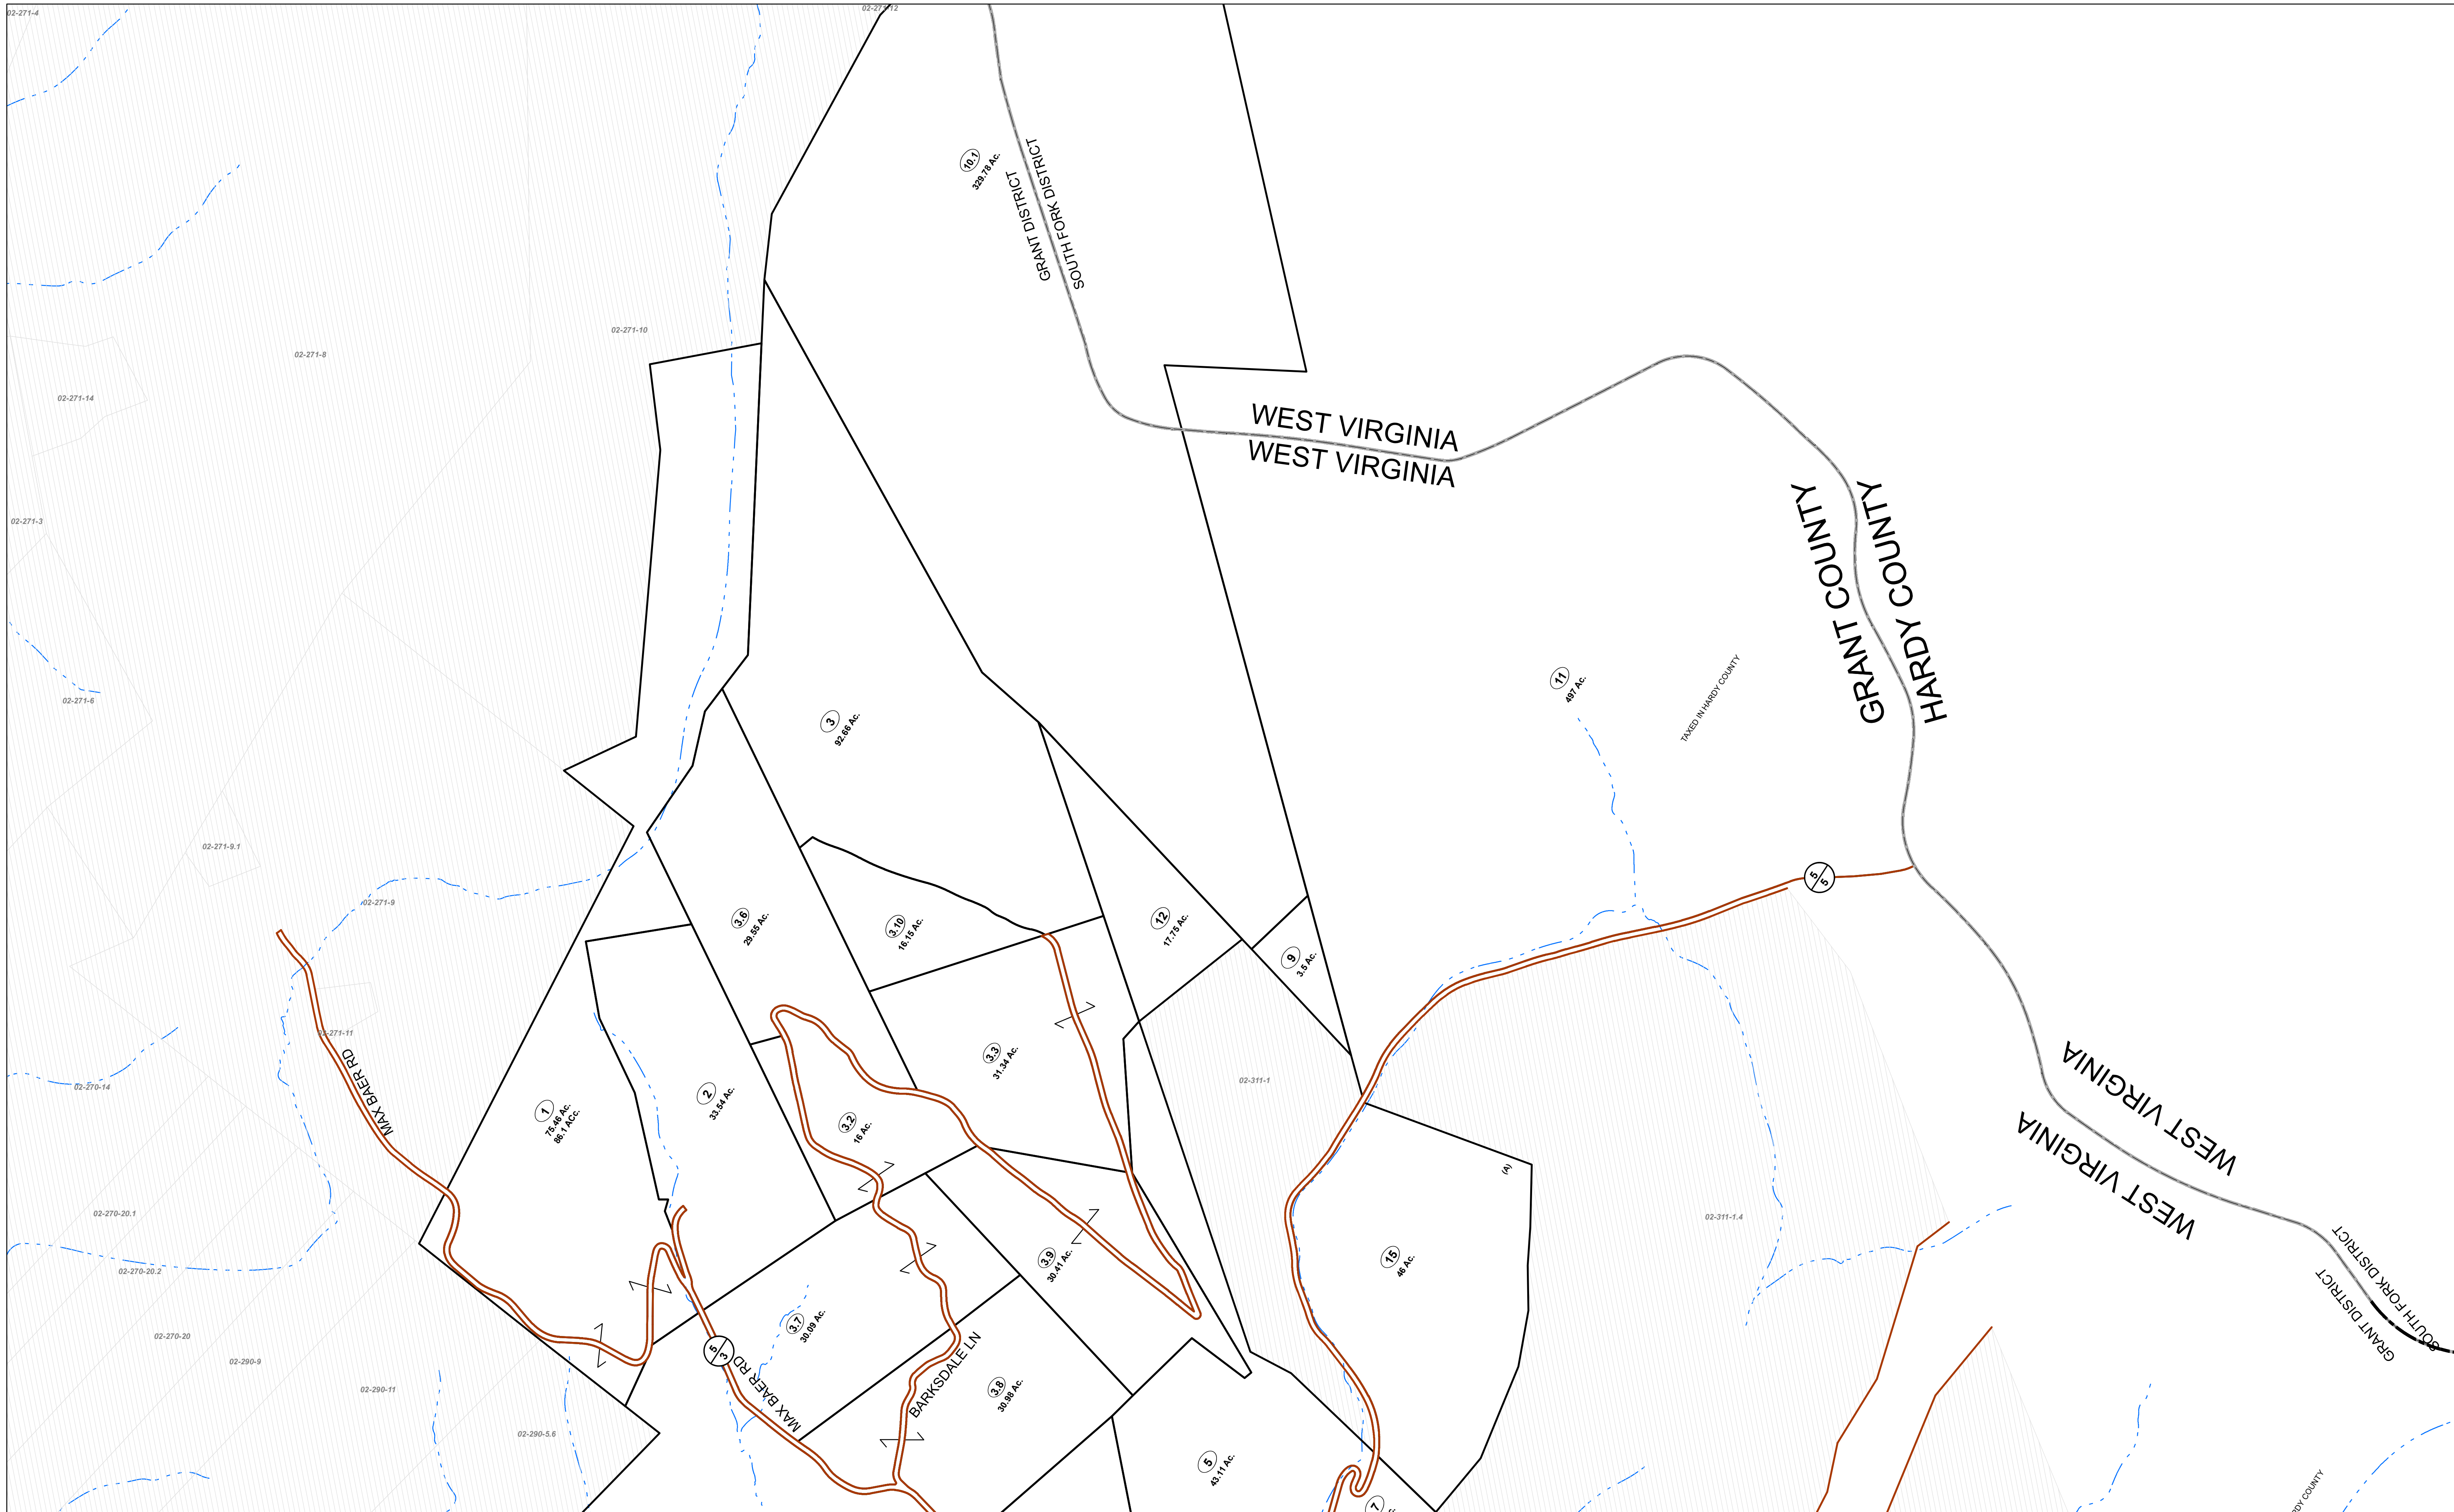 02-271-4
02-271-12
10.1
329.78 Ac.
GRANT DISTRICT
SOUTH FORK DISTRICT
02-271-10
02-271-8
02-271-14
WEST VIRGINIA
WEST VIRGINIA
GRANT COUNTY
HARDY COUNTY
02-271-3
11
497 Ac.
TAXED IN HARDY COUNTY
02-271-6
3
92.66 Ac.
02-271-9.1
5
5
02-271-9
3.6
29.55 Ac.
3.10
16.15 Ac.
12
17.75 Ac.
9
3.5 Ac.
02-271-11
MAX BAER RD
3.3
31.34 Ac.
02-311-1
02-270-14
1
75.46 Ac.
86.1 ACc.
2
33.54 Ac.
3.2
16 Ac.
WEST VIRGINIA
WEST VIRGINIA
(A)
02-270-20.1
02-311-1.4
02-270-20.2
3.9
30.41 Ac.
15
46 Ac.
SOUTH FORK DISTRICT
GRANT DISTRICT
02-270-20
3.7
30.09 Ac.
5
3
MAX BAER RD
BARKSDALE LN
02-290-9
02-290-11
3.8
30.98 Ac.
02-290-5.6
5
43.11 Ac.
7
COUNTY